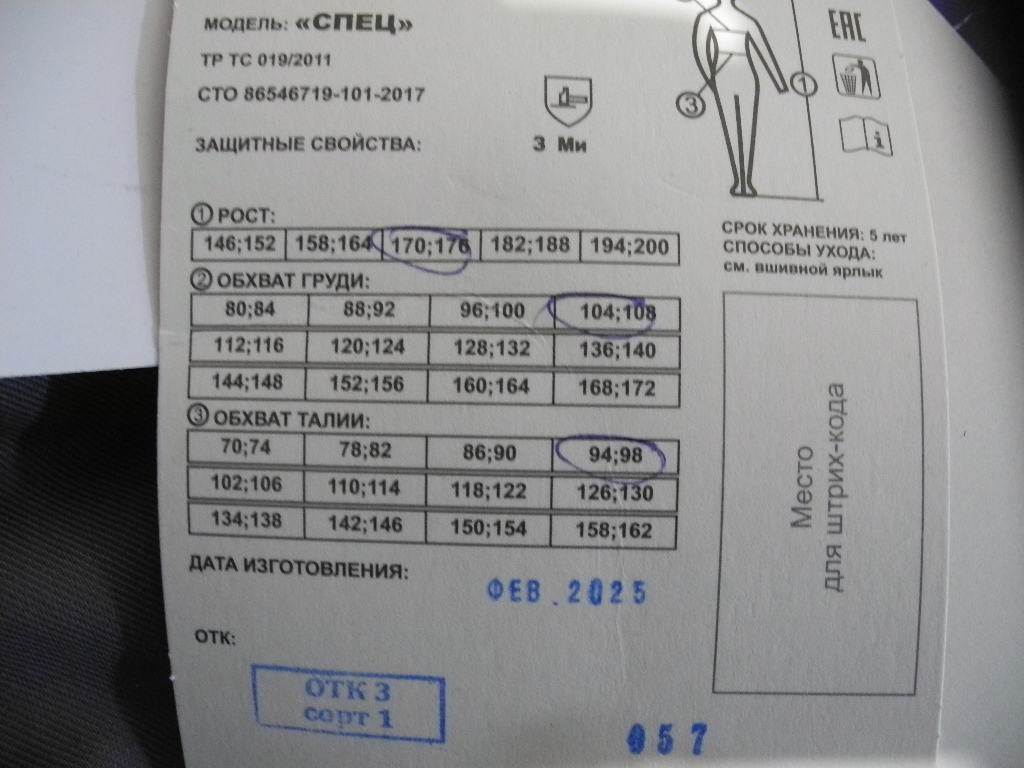 МОДЕЛЬ: «СПЕЦ»
ТР ТС 019/2011
СТО 86546719-101-2017
ЗАЩИТНЫЕ СВОЙСТВА:
З Ми
EAC
i
1
3
① РОСТ:
146;152 158;164 170;176 182;188 194;200
② ОБХВАТ ГРУДИ:
80;84 88;92 96;100 104;108
112;116 120;124 128;132 136;140
144;148 152;156 160;164 168;172
③ ОБХВАТ ТАЛИИ:
70;74 78;82 86;90 94;98
102;106 110;114 118;122 126;130
134;138 142;146 150;154 158;162
ДАТА ИЗГОТОВЛЕНИЯ:
ФЕВ.2025
ОТК:
ОТК 3
сорт 1
057
СРОК ХРАНЕНИЯ: 5 лет
СПОСОБЫ УХОДА:
см. вшивной ярлык
Место
для штрих-кода